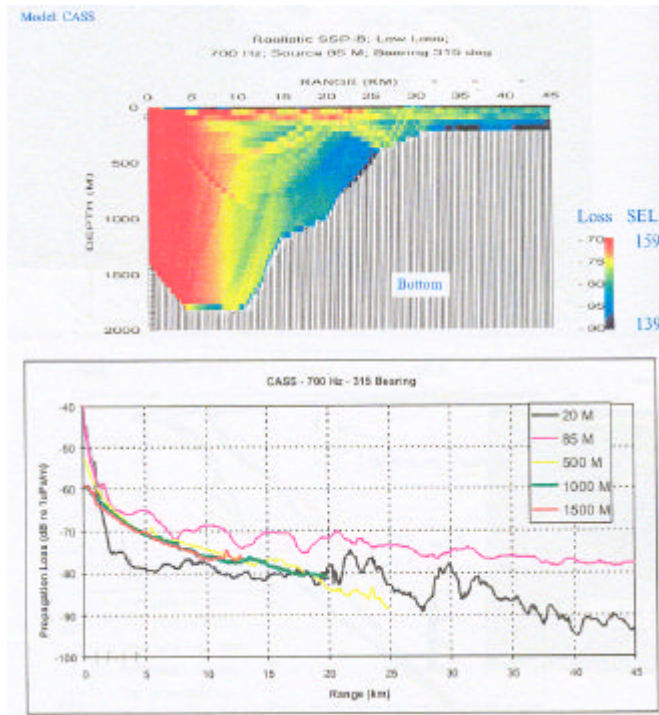 Model: CASS
Realistic SSP-B; Low Loss;
700 Hz; Source 85 M; Bearing 315 deg
RANGE (KM)
0 5 10 15 20 25 30 35 40 45
DEPTH (M)
0
500
1000
1500
2000
Bottom
Loss SEL
- 70 159
- 75
- 80
- 85
- 90 139
CASS - 700 Hz - 315 Bearing
Propagation Loss (dB re 1uPa/m)
-40
-50
-60
-70
-80
-90
-100
20 M
85 M
500 M
1000 M
1500 M
0 5 10 15 20 25 30 35 40 45
Range (km)